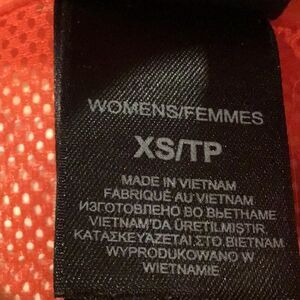 WOMENS/FEMMES
XS/TP
MADE IN VIETNAM
FABRIQUÉ AU VIETNAM
ИЗГОТОВЛЕНО ВО ВЬЕТНАМЕ
VIETNAM'DA ÜRETILMIŞTIR.
ΚΑΤΑΣΚΕΥΑΖΕΤΑΙ ΣΤΟ ΒΙΕΤΝΑΜ
WYPRODUKOWANO W
WIETNAMIE